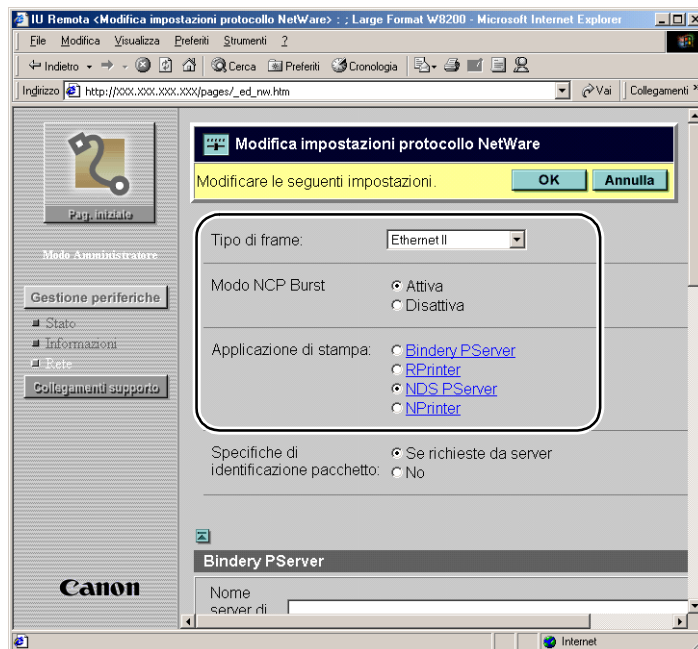 IU Remota <Modifica impostazioni protocollo NetWare> : ; Large Format W8200 - Microsoft Internet Explorer
File Modifica Visualizza Preferiti Strumenti ?
Indietro Cerca Preferiti Cronologia
Indirizzo http://XXX.XXX.XXX.XXX/pages/_ed_nw.htm Vai Collegamenti »
Modifica impostazioni protocollo NetWare
Modificare le seguenti impostazioni. OK Annulla
Pag. iniziale
Modo Amministratore
Gestione periferiche
Stato
Informazioni
Rete
Collegamenti supporto
Canon
Tipo di frame: Ethernet II
Modo NCP Burst Attiva
Disattiva
Applicazione di stampa: Bindery PServer
RPrinter
NDS PServer
NPrinter
Specifiche di Se richieste da server
identificazione pacchetto: No
Bindery PServer
Nome
server di
Internet